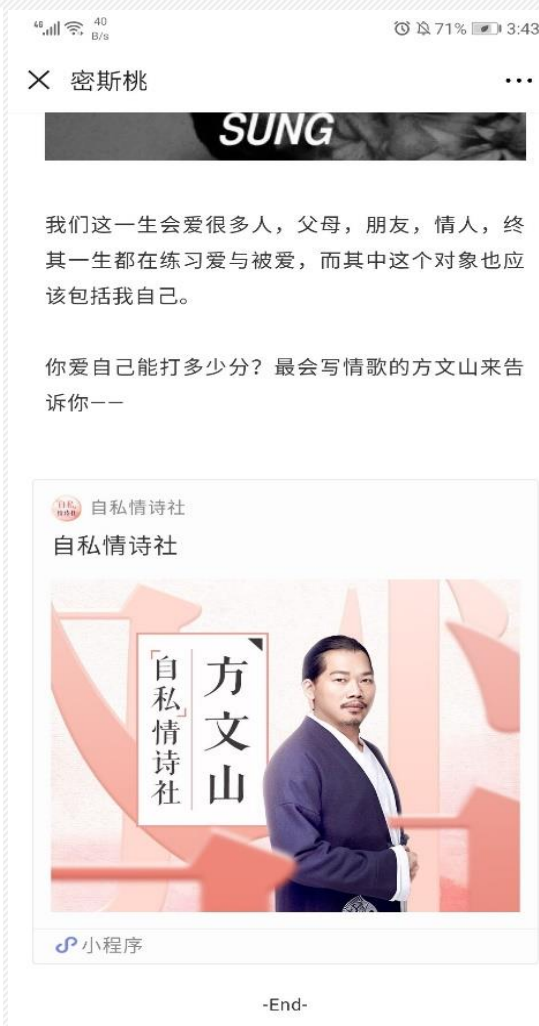 40
B/s
71%
3:43
密斯桃
SUNG
我们这一生会爱很多人，父母，朋友，情人，终
其一生都在练习爱与被爱，而其中这个对象也应
该包括我自己。
你爱自己能打多少分？最会写情歌的方文山来告
诉你——
自私情诗社
自私情诗社
方文山
「自私」情诗社
小程序
-End-